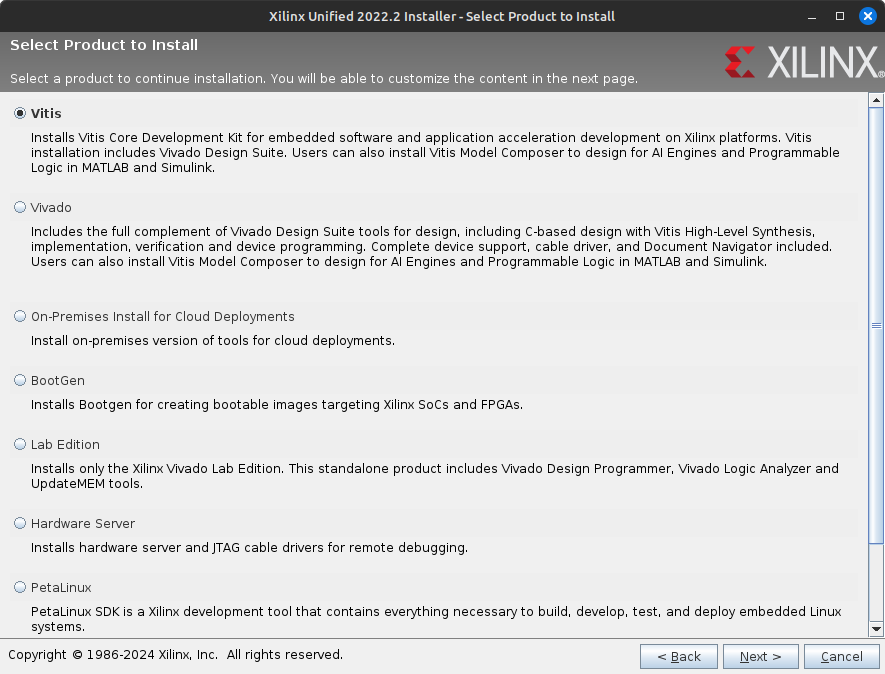 Xilinx Unified 2022.2 Installer - Select Product to Install
Select Product to Install
Select a product to continue installation. You will be able to customize the content in the next page.
XILINX®
Vitis
Installs Vitis Core Development Kit for embedded software and application acceleration development on Xilinx platforms. Vitis
installation includes Vivado Design Suite. Users can also install Vitis Model Composer to design for AI Engines and Programmable
Logic in MATLAB and Simulink.
Vivado
Includes the full complement of Vivado Design Suite tools for design, including C-based design with Vitis High-Level Synthesis,
implementation, verification and device programming. Complete device support, cable driver, and Document Navigator included.
Users can also install Vitis Model Composer to design for AI Engines and Programmable Logic in MATLAB and Simulink.
On-Premises Install for Cloud Deployments
Install on-premises version of tools for cloud deployments.
BootGen
Installs Bootgen for creating bootable images targeting Xilinx SoCs and FPGAs.
Lab Edition
Installs only the Xilinx Vivado Lab Edition. This standalone product includes Vivado Design Programmer, Vivado Logic Analyzer and
UpdateMEM tools.
Hardware Server
Installs hardware server and JTAG cable drivers for remote debugging.
PetaLinux
PetaLinux SDK is a Xilinx development tool that contains everything necessary to build, develop, test, and deploy embedded Linux
systems.
Copyright © 1986-2024 Xilinx, Inc. All rights reserved.
< Back
Next >
Cancel